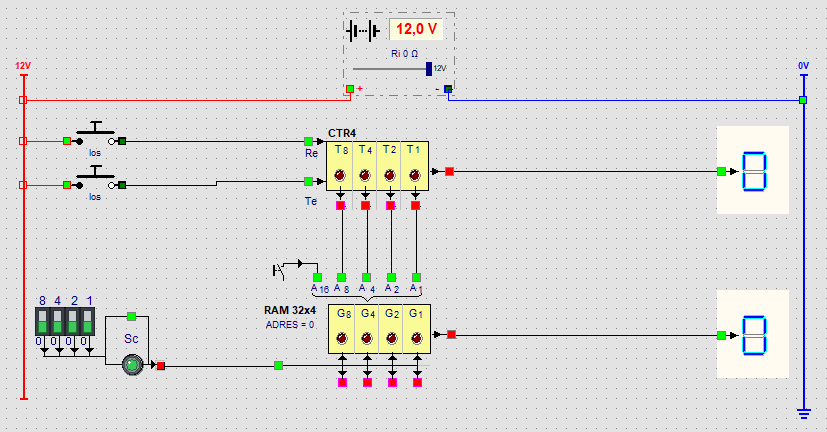 12,0 V
Ri 0 Ω
12V
+ -
12V
0V
los
los
CTR4
Re
Te
T8 T4 T2 T1
A16 A8 A4 A2 A1
RAM 32x4
ADRES = 0
G8 G4 G2 G1
8 4 2 1
0 0 0 0
Sc
0
0